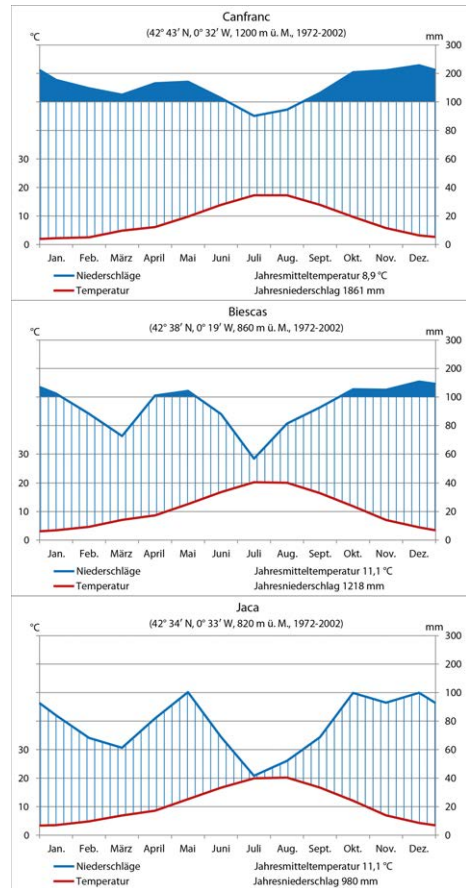 Canfranc
(42° 43' N, 0° 32' W, 1200 m ü. M., 1972-2002)
°C mm
300
200
100
80
30 60
20 40
10 20
0 0
Jan. Feb. März April Mai Juni Juli Aug. Sept. Okt. Nov. Dez.
Niederschläge Jahresmitteltemperatur 8,9 °C
Temperatur Jahresniederschlag 1861 mm
Biescas
(42° 38' N, 0° 19' W, 860 m ü. M., 1972-2002)
°C mm
300
200
100
80
30 60
20 40
10 20
0 0
Jan. Feb. März April Mai Juni Juli Aug. Sept. Okt. Nov. Dez.
Niederschläge Jahresmitteltemperatur 11,1 °C
Temperatur Jahresniederschlag 1218 mm
Jaca
(42° 34' N, 0° 33' W, 820 m ü. M., 1972-2002)
°C mm
300
200
100
80
30 60
20 40
10 20
0 0
Jan. Feb. März April Mai Juni Juli Aug. Sept. Okt. Nov. Dez.
Niederschläge Jahresmitteltemperatur 11,1 °C
Temperatur Jahresniederschlag 980 mm